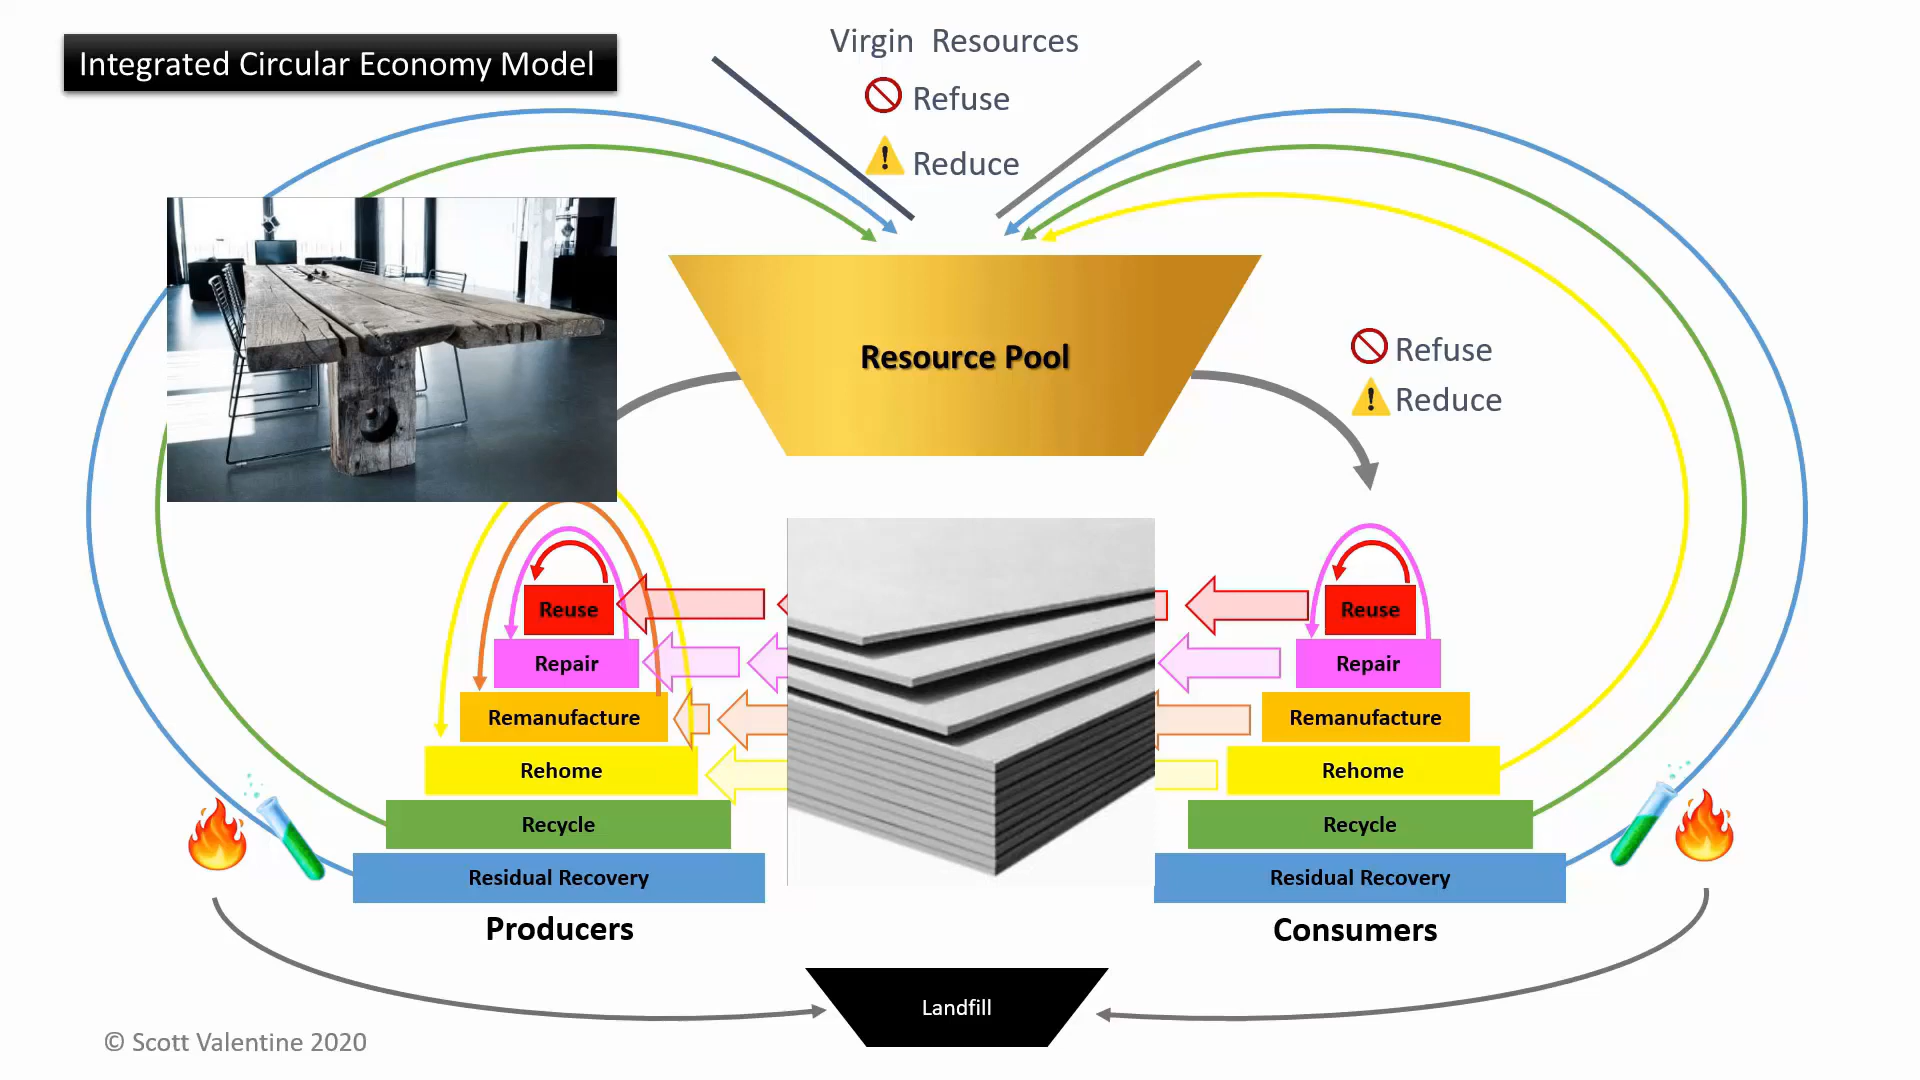 Integrated Circular Economy Model
Virgin Resources
Refuse
Reduce
Resource Pool
Refuse
Reduce
Reuse
Repair
Remanufacture
Rehome
Recycle
Residual Recovery
Producers
Reuse
Repair
Remanufacture
Rehome
Recycle
Residual Recovery
Consumers
Landfill
© Scott Valentine 2020